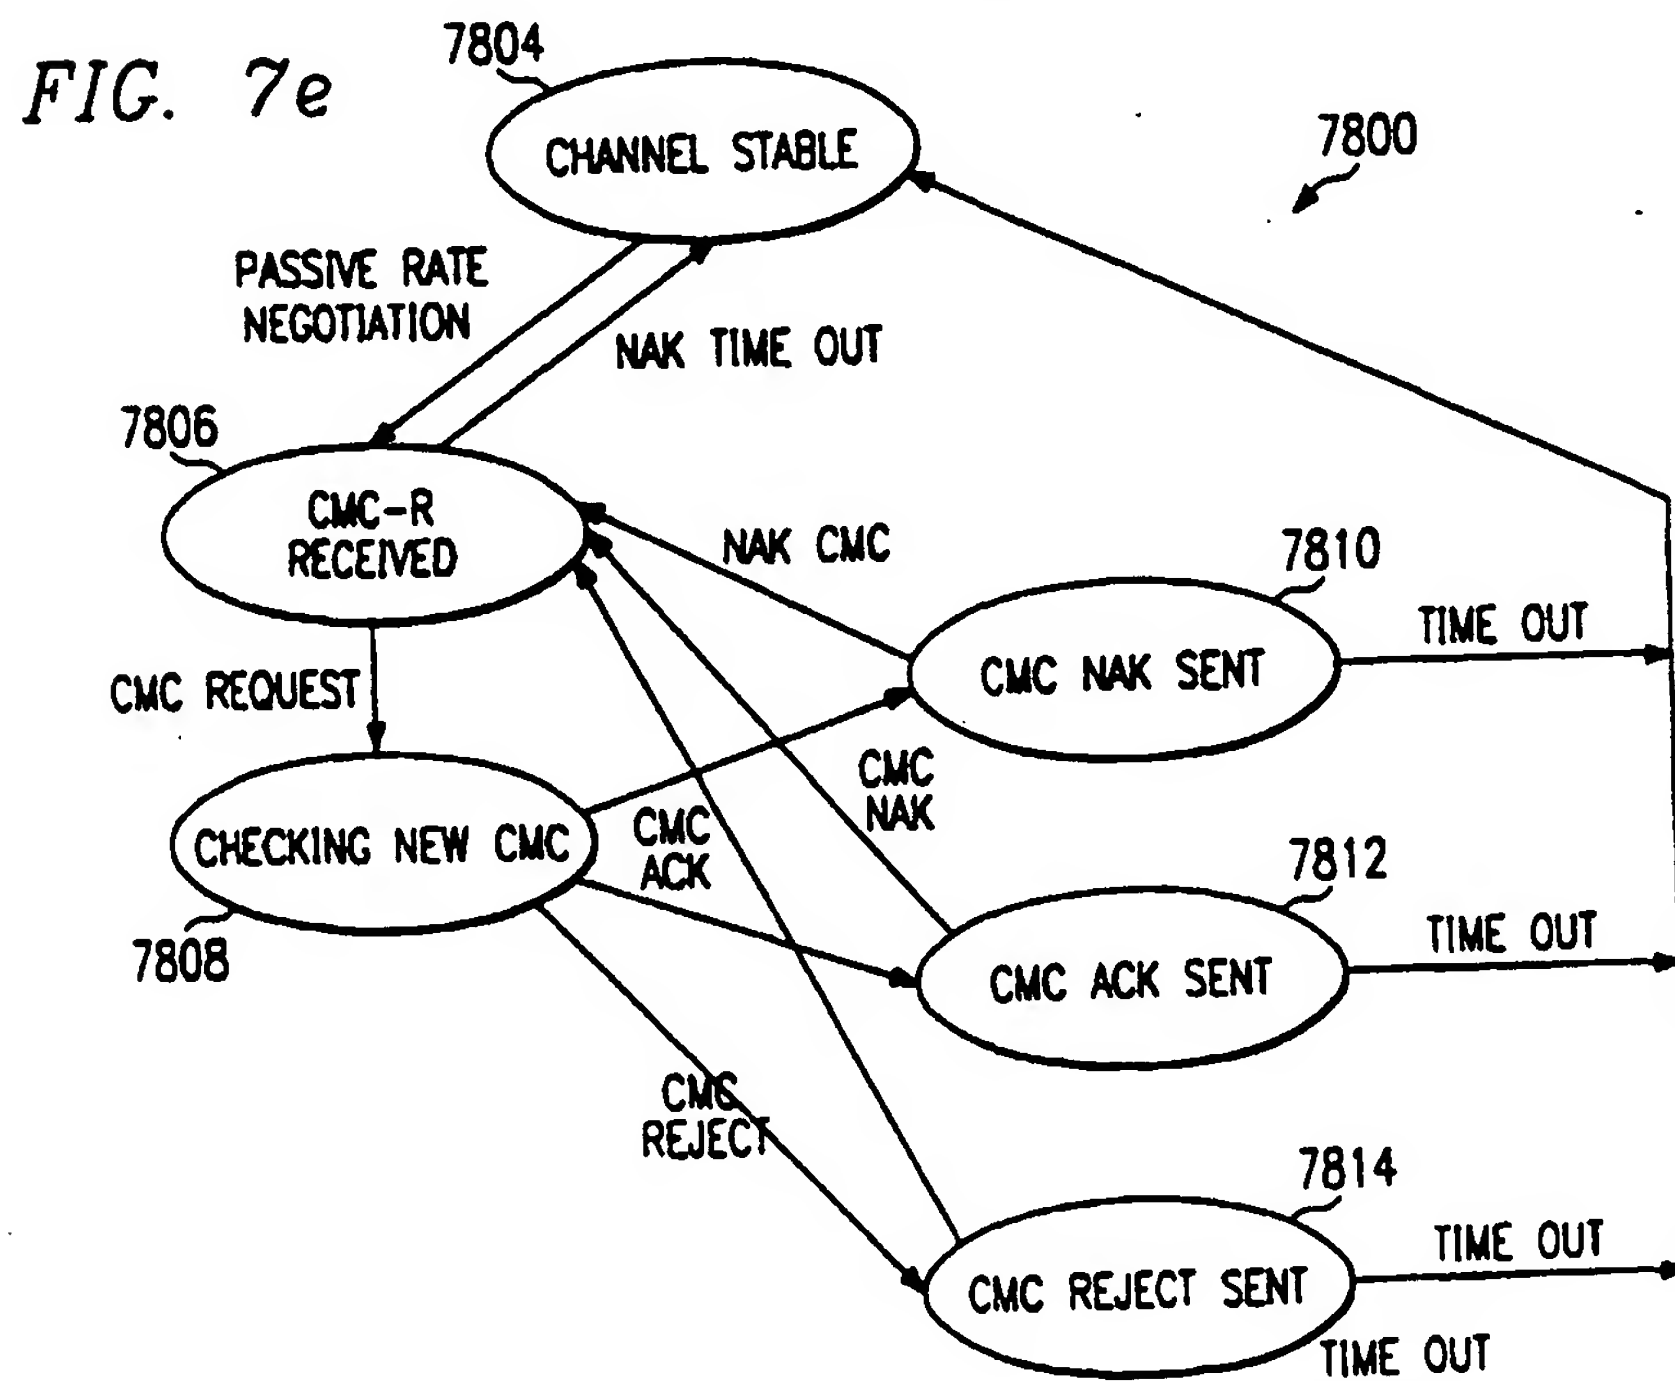 FIG. 7e
7804
CHANNEL STABLE
7800
PASSIVE RATE
NEGOTIATION
NAK TIME OUT
7806
CMC-R
RECEIVED
NAK CMC
7810
CMC NAK SENT
TIME OUT
CMC REQUEST
CMC
NAK
CHECKING NEW CMC
7808
CMC
ACK
7812
CMC ACK SENT
TIME OUT
CMC
REJECT
7814
CMC REJECT SENT
TIME OUT
TIME OUT